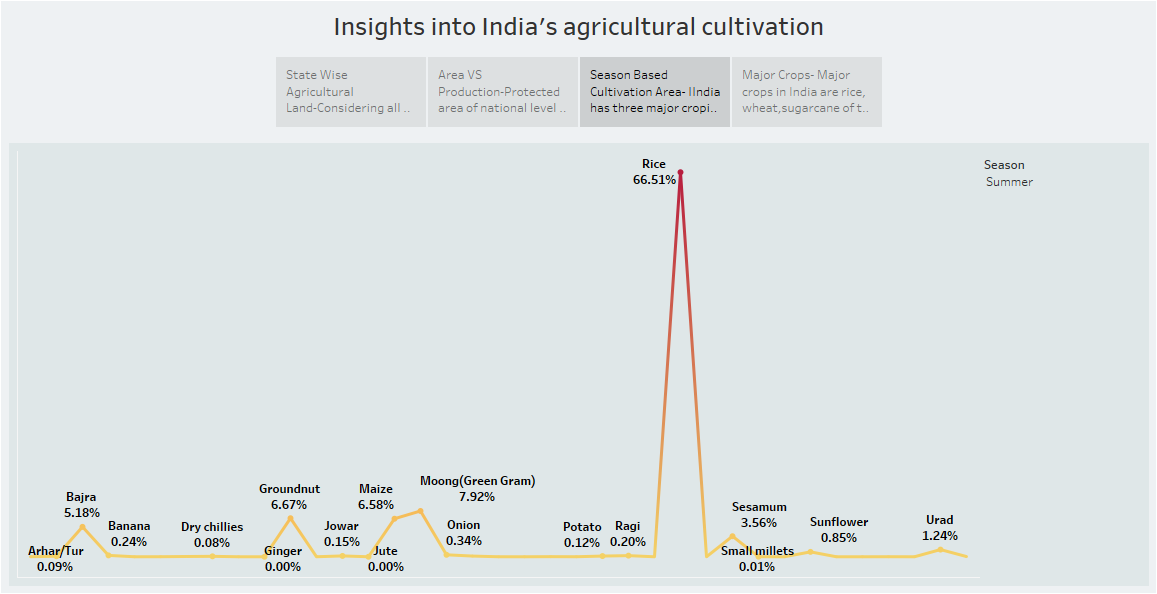 Insights into India's agricultural cultivation
State Wise
Agricultural
Land-Considering all ..
Area VS
Production-Protected
area of national level ..
Season Based
Cultivation Area- IIndia
has three major cropi..
Major Crops- Major
crops in India are rice,
wheat,sugarcane of t..
Season
Summer
Rice
66.51%
Arhar/Tur
0.09%
Bajra
5.18%
Banana
0.24%
Dry chillies
0.08%
Groundnut
6.67%
Ginger
0.00%
Jowar
0.15%
Maize
6.58%
Jute
0.00%
Moong(Green Gram)
7.92%
Onion
0.34%
Potato
0.12%
Ragi
0.20%
Sesamum
3.56%
Small millets
0.01%
Sunflower
0.85%
Urad
1.24%